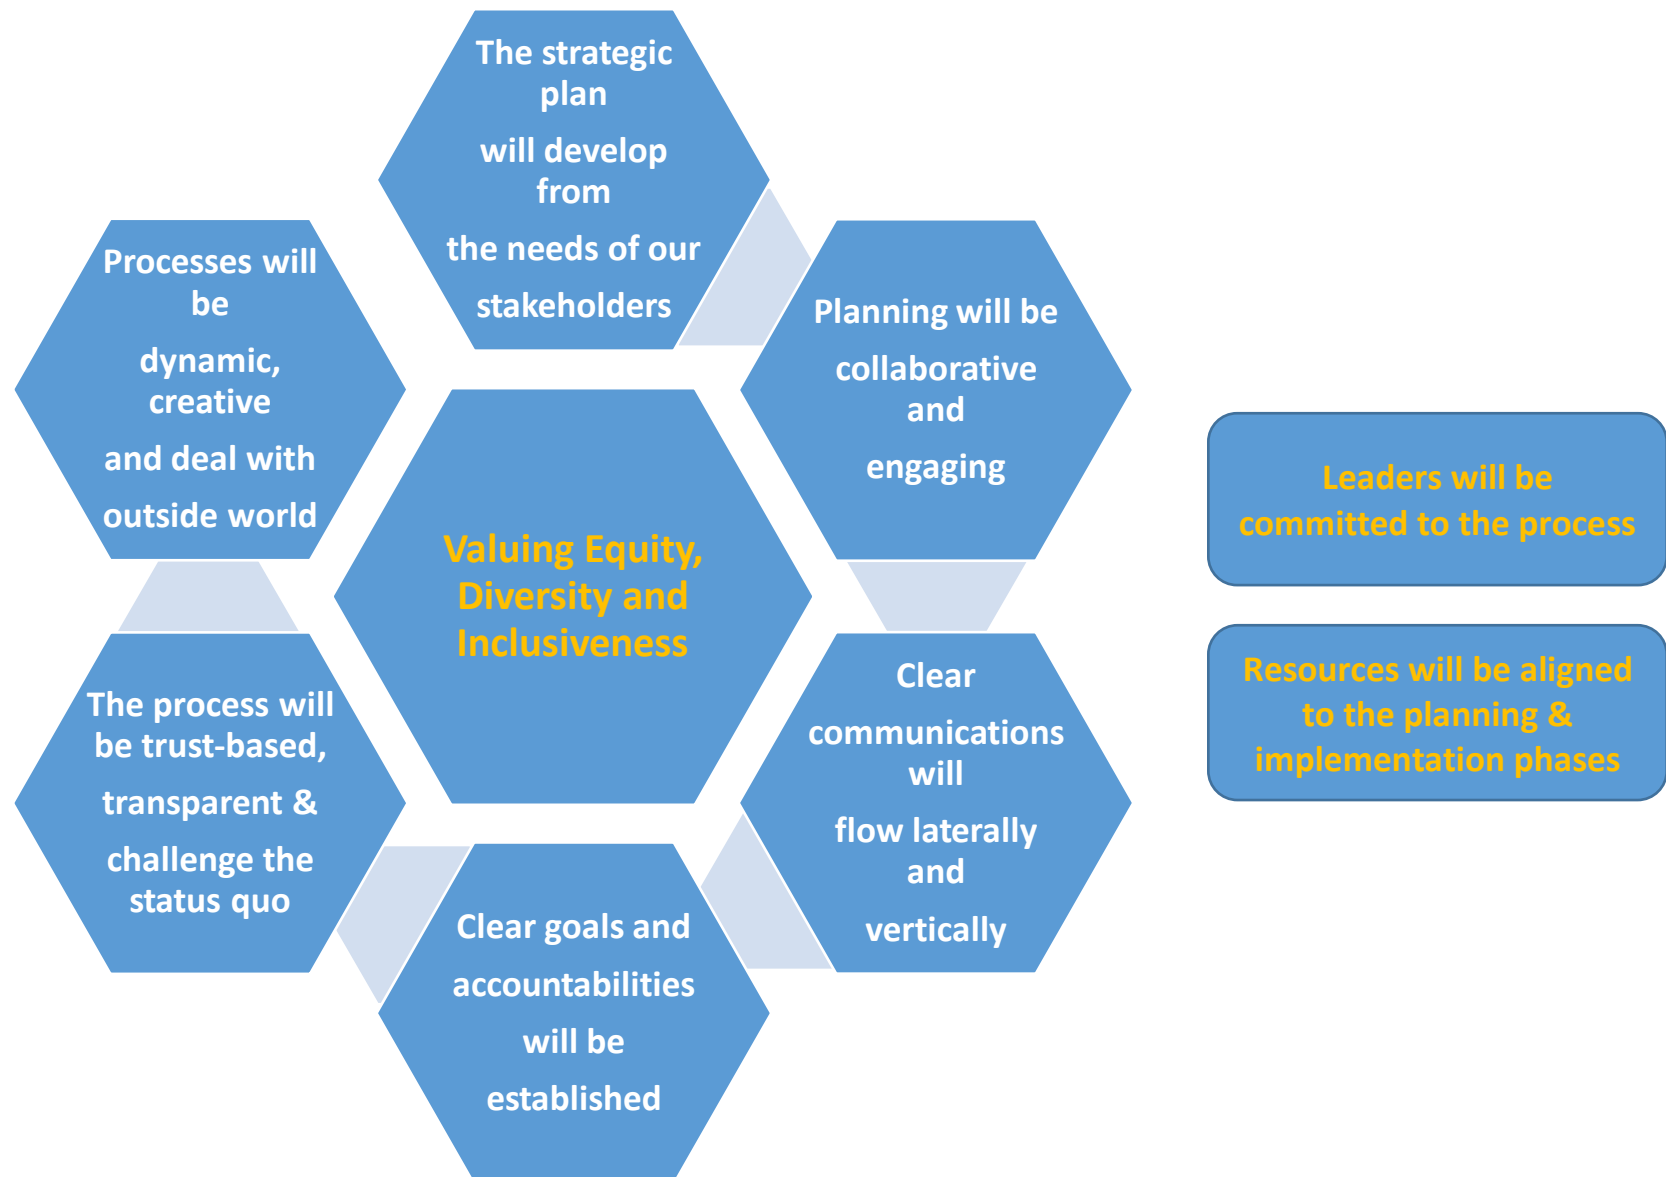 The strategic
plan
will develop
from
the needs of our
stakeholders
Planning will be
collaborative
and
engaging
Clear
communications
will
flow laterally
and
vertically
Clear goals and
accountabilities
will be
established
The process will
be trust-based,
transparent &
challenge the
status quo
Processes will
be
dynamic,
creative
and deal with
outside world
Valuing Equity,
Diversity and
Inclusiveness
Leaders will be
committed to the process
Resources will be aligned
to the planning &
implementation phases